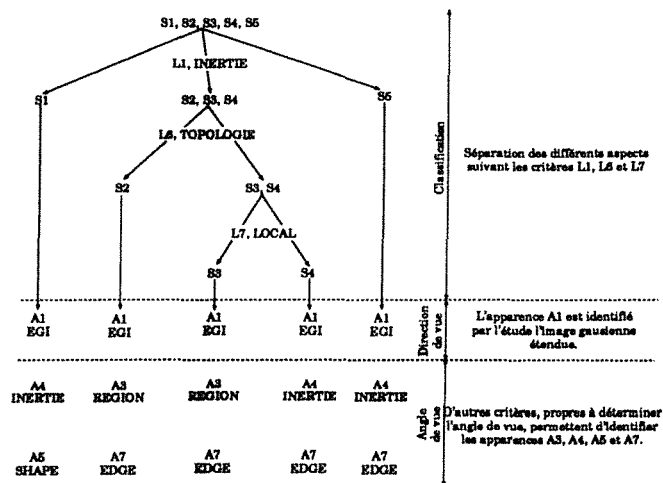 S1, S2, S3, S4, S5
L1, INERTIE
S1
S2, S3, S4
S5
L6, TOPOLOGIE
S2
S3, S4
L7, LOCAL
S3
S4
Classification
Séparation des différents aspects
suivant les critères L1, L6 et L7
A1 A1 A1 A1 A1
EGI EGI EGI EGI EGI
Direction
de vue
L'apparence A1 est identifié
par l'étude l'image gausienne
étendue.
A4 A3 A3 A4 A4
INERTIE REGION REGION INERTIE INERTIE
A5 A7 A7 A7 A7
SHAPE EDGE EDGE EDGE EDGE
Angle
de vue
D'autres critères, propres à déterminer
l'angle de vue, permettent d'identifier
les apparences A3, A4, A5 et A7.